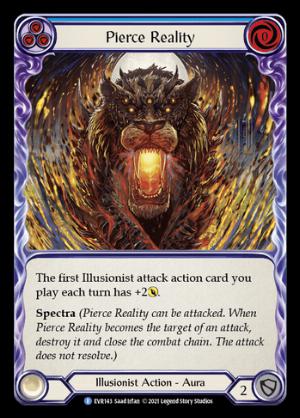 Pierce Reality
0
The first Illusionist attack action card you
play each turn has +2
Spectra (Pierce Reality can be attacked. When
Pierce Reality becomes the target of an attack,
destroy it and close the combat chain. The attack
does not resolve.)
Illusionist Action - Aura
2
R EVR143 Saad Irfan © 2021 Legend Story Studios